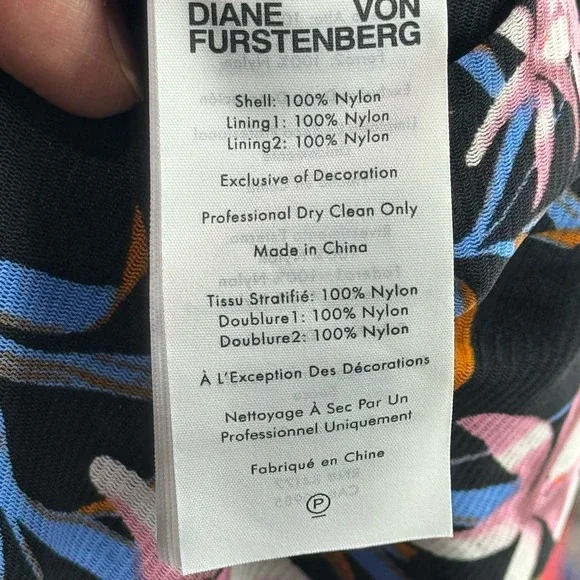 DIANE VON
FURSTENBERG
Shell: 100% Nylon
Lining1: 100% Nylon
Lining2: 100% Nylon
Exclusive of Decoration
Professional Dry Clean Only
Made in China
Tissu Stratifié: 100% Nylon
Doublure1: 100% Nylon
Doublure2: 100% Nylon
À L'Exception Des Décorations
Nettoyage À Sec Par Un
Professionnel Uniquement
Fabriqué en Chine
P